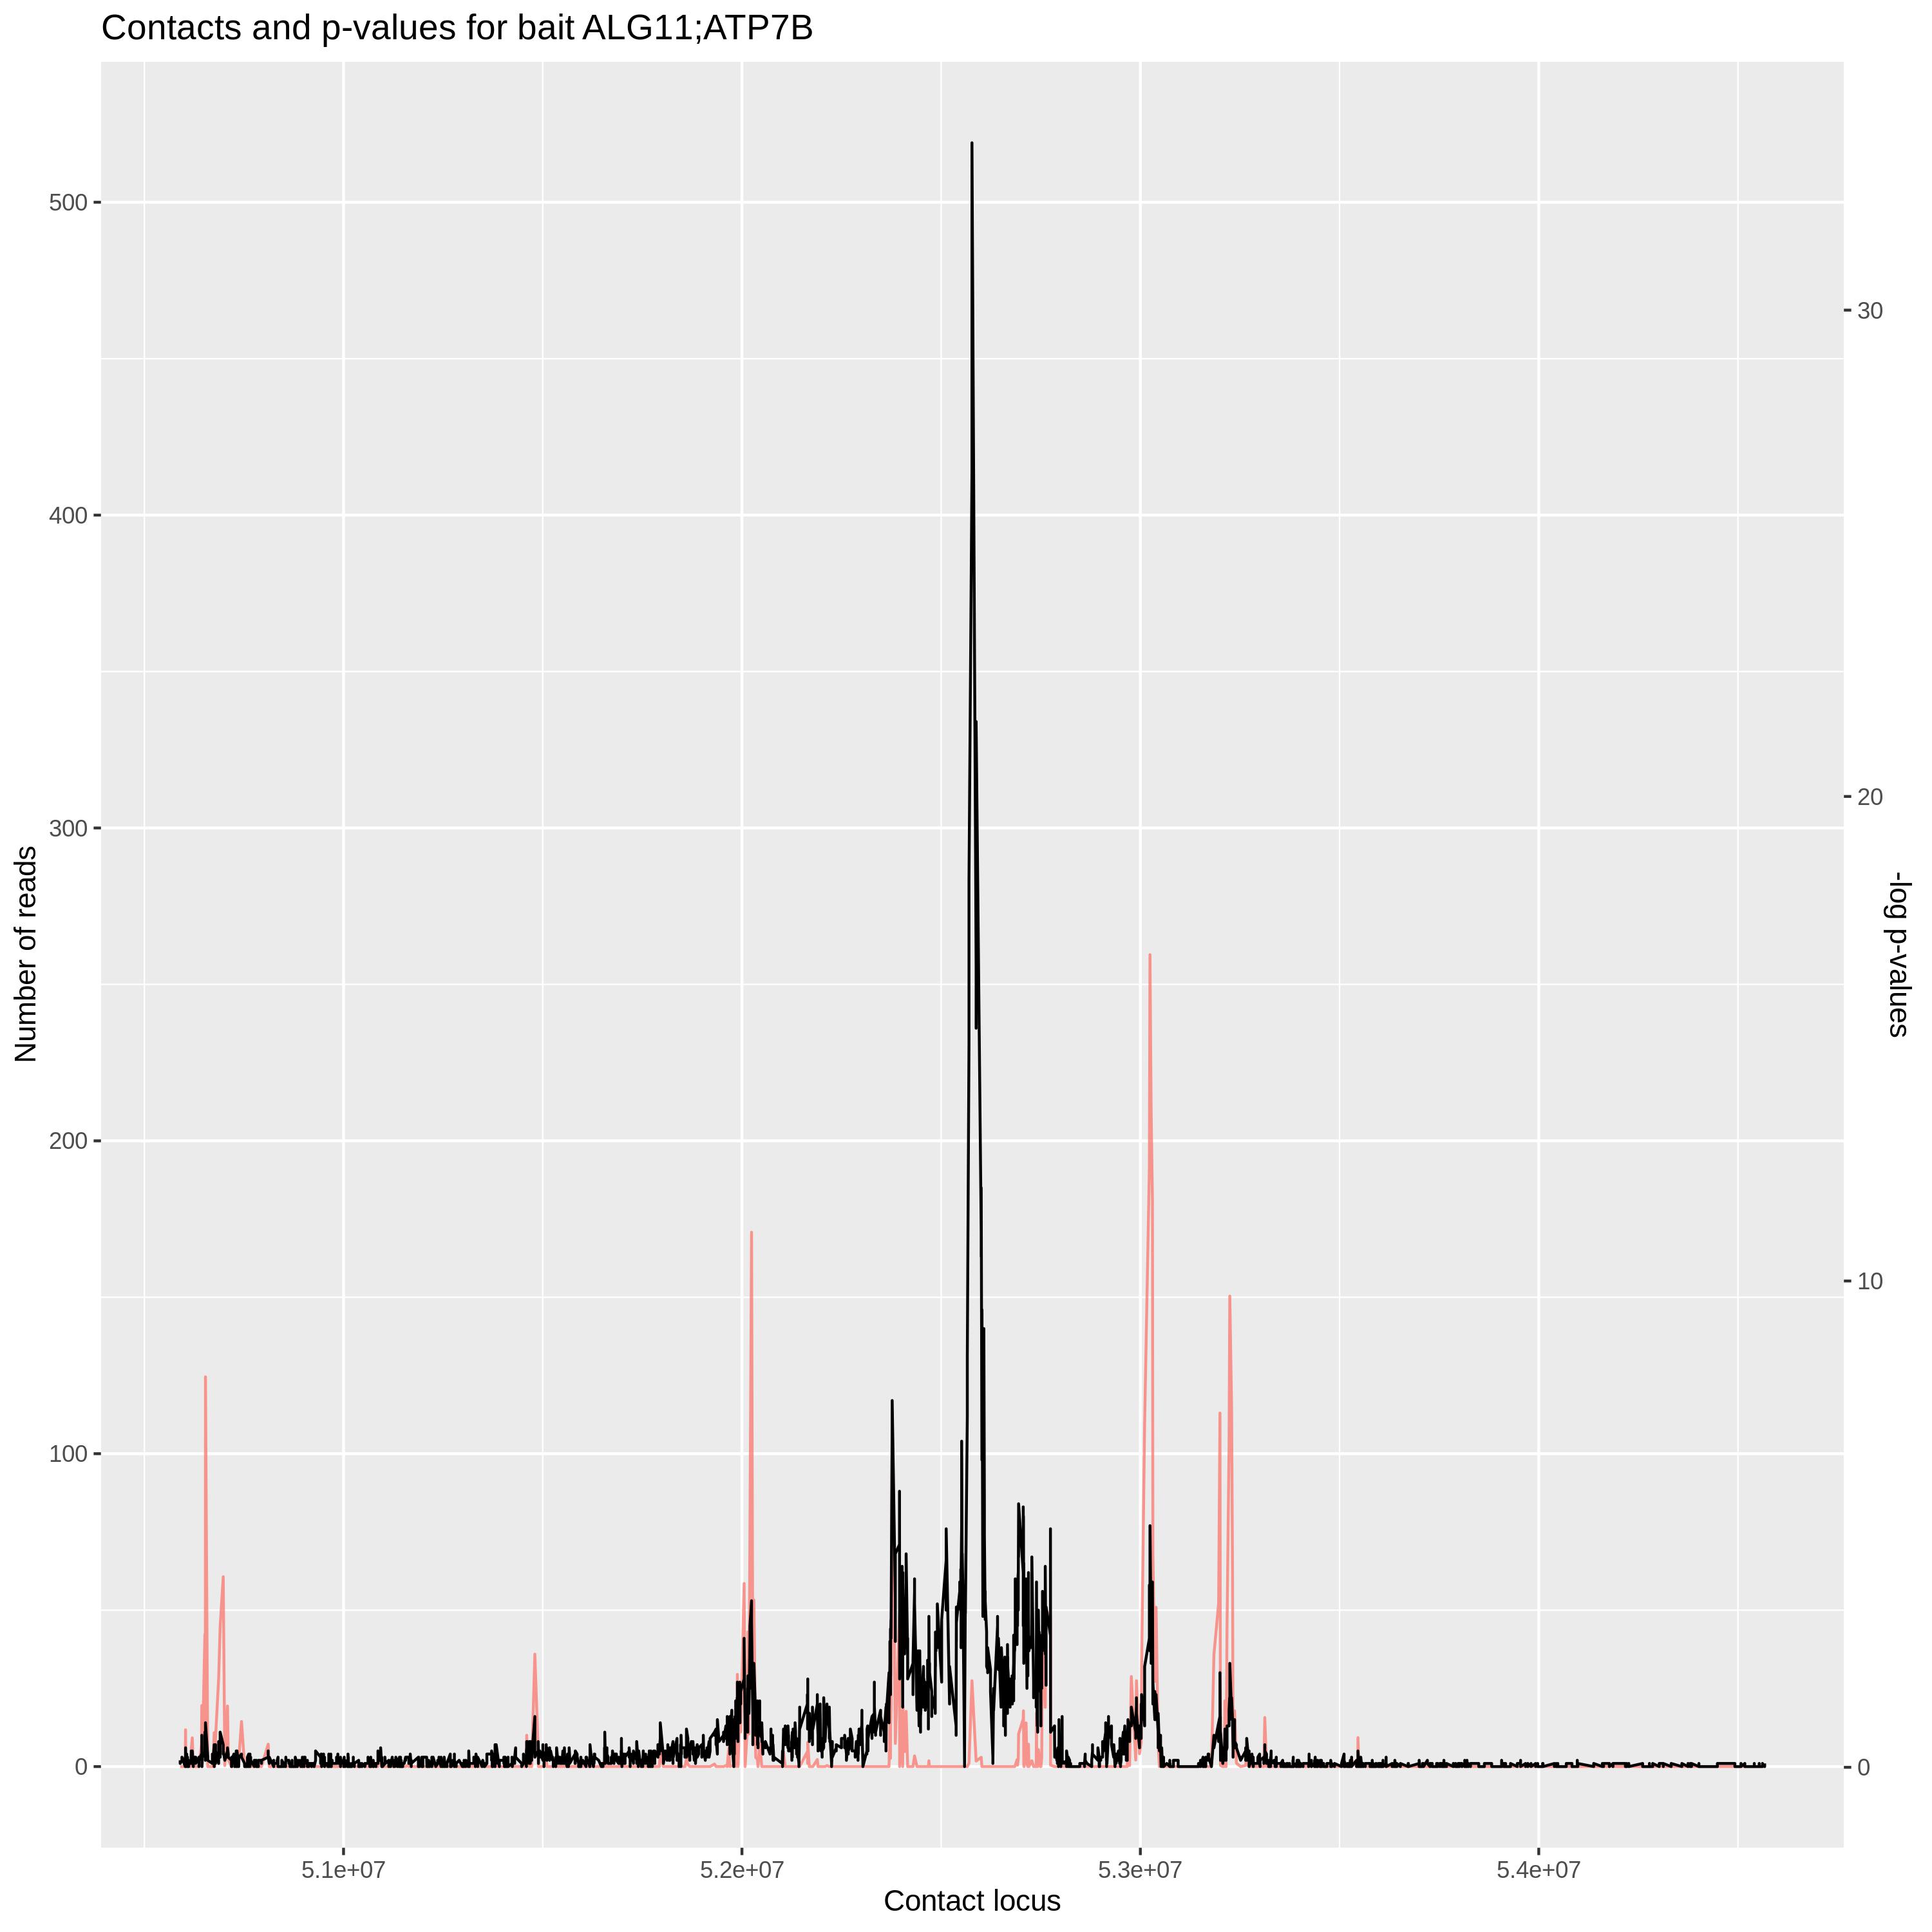 Contacts and p-values for bait ALG11;ATP7B
500
400
300
200
100
0
Number of reads
30
20
10
0
-log p-values
5.1e+07
5.2e+07
5.3e+07
5.4e+07
Contact locus